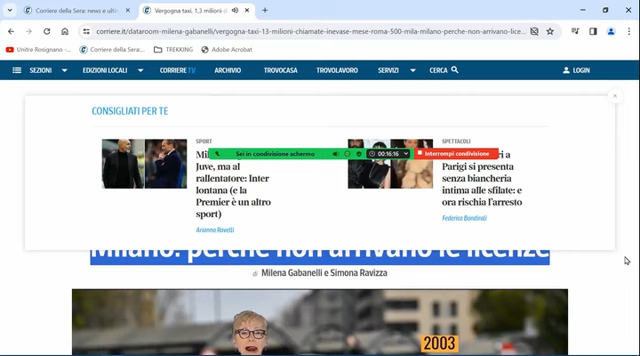 Corriere della Sera: news e ultim
Vergogna taxi, 1,3 milioni di
corriere.it/dataroom-milena-gabanelli/vergogna-taxi-13-milioni-chiamate-inevase-mese-roma-500-mila-milano-perche-non-arrivano-lice...
Unitre Rosignano -...
Corriere della Sera:...
TREKKING
Adobe Acrobat
SEZIONI
EDIZIONI LOCALI
CORRIERE TV
ARCHIVIO
TROVOCASA
TROVOLAVORO
SERVIZI
CERCA
LOGIN
CONSIGLIATI PER TE
SPORT
Sei in condivisione schermo
00:16:16
Interrompi condivisione
Juve, ma al
rallentatore: Inter
lontana (e la
Premier è un altro
sport)
Arianna Ravelli
SPETTACOLI
Parigi si presenta
senza biancheria
intima alle sfilate: e
ora rischia l'arresto
Federica Bandirali
Milano: perché non arrivano le licenze
di Milena Gabanelli e Simona Ravizza
2003